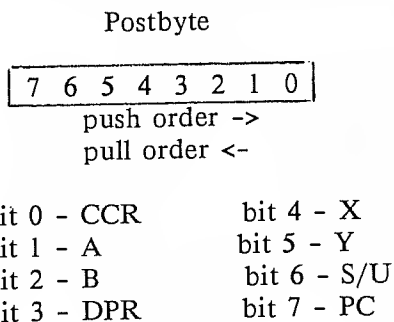 Postbyte
7 6 5 4 3 2 1 0
push order ->
pull order <-
it 0 - CCR bit 4 - X
it 1 - A bit 5 - Y
it 2 - B bit 6 - S/U
it 3 - DPR bit 7 - PC